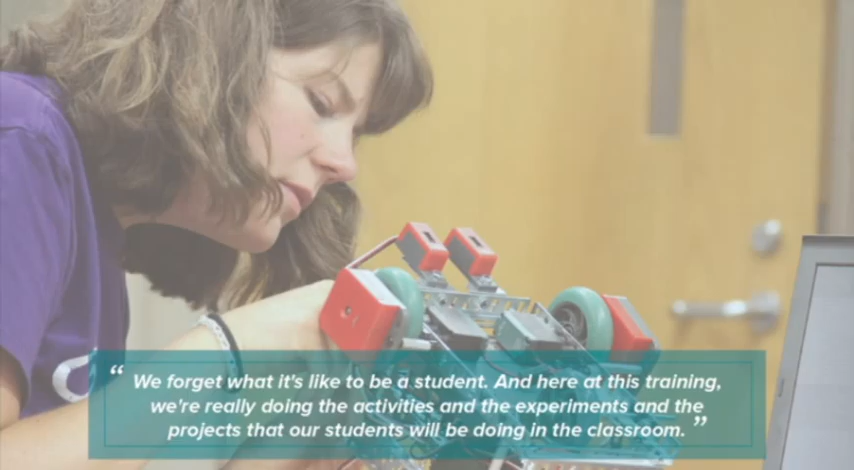 “ We forget what it's like to be a student. And here at this training,
we're really doing the activities and the experiments and the
projects that our students will be doing in the classroom. ”